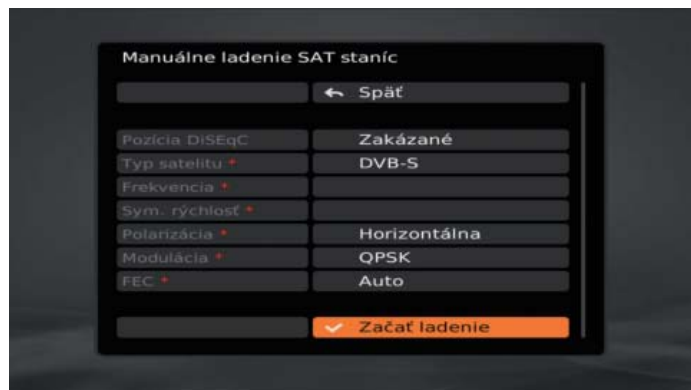 Manuálne ladenie SAT staníc
Späť
Pozícia DiSEqC Zakázané
Typ satelitu * DVB-S
Frekvencia *
Sym. rýchlosť *
Polarizácia * Horizontálna
Modulácia * QPSK
FEC * Auto
Začať ladenie